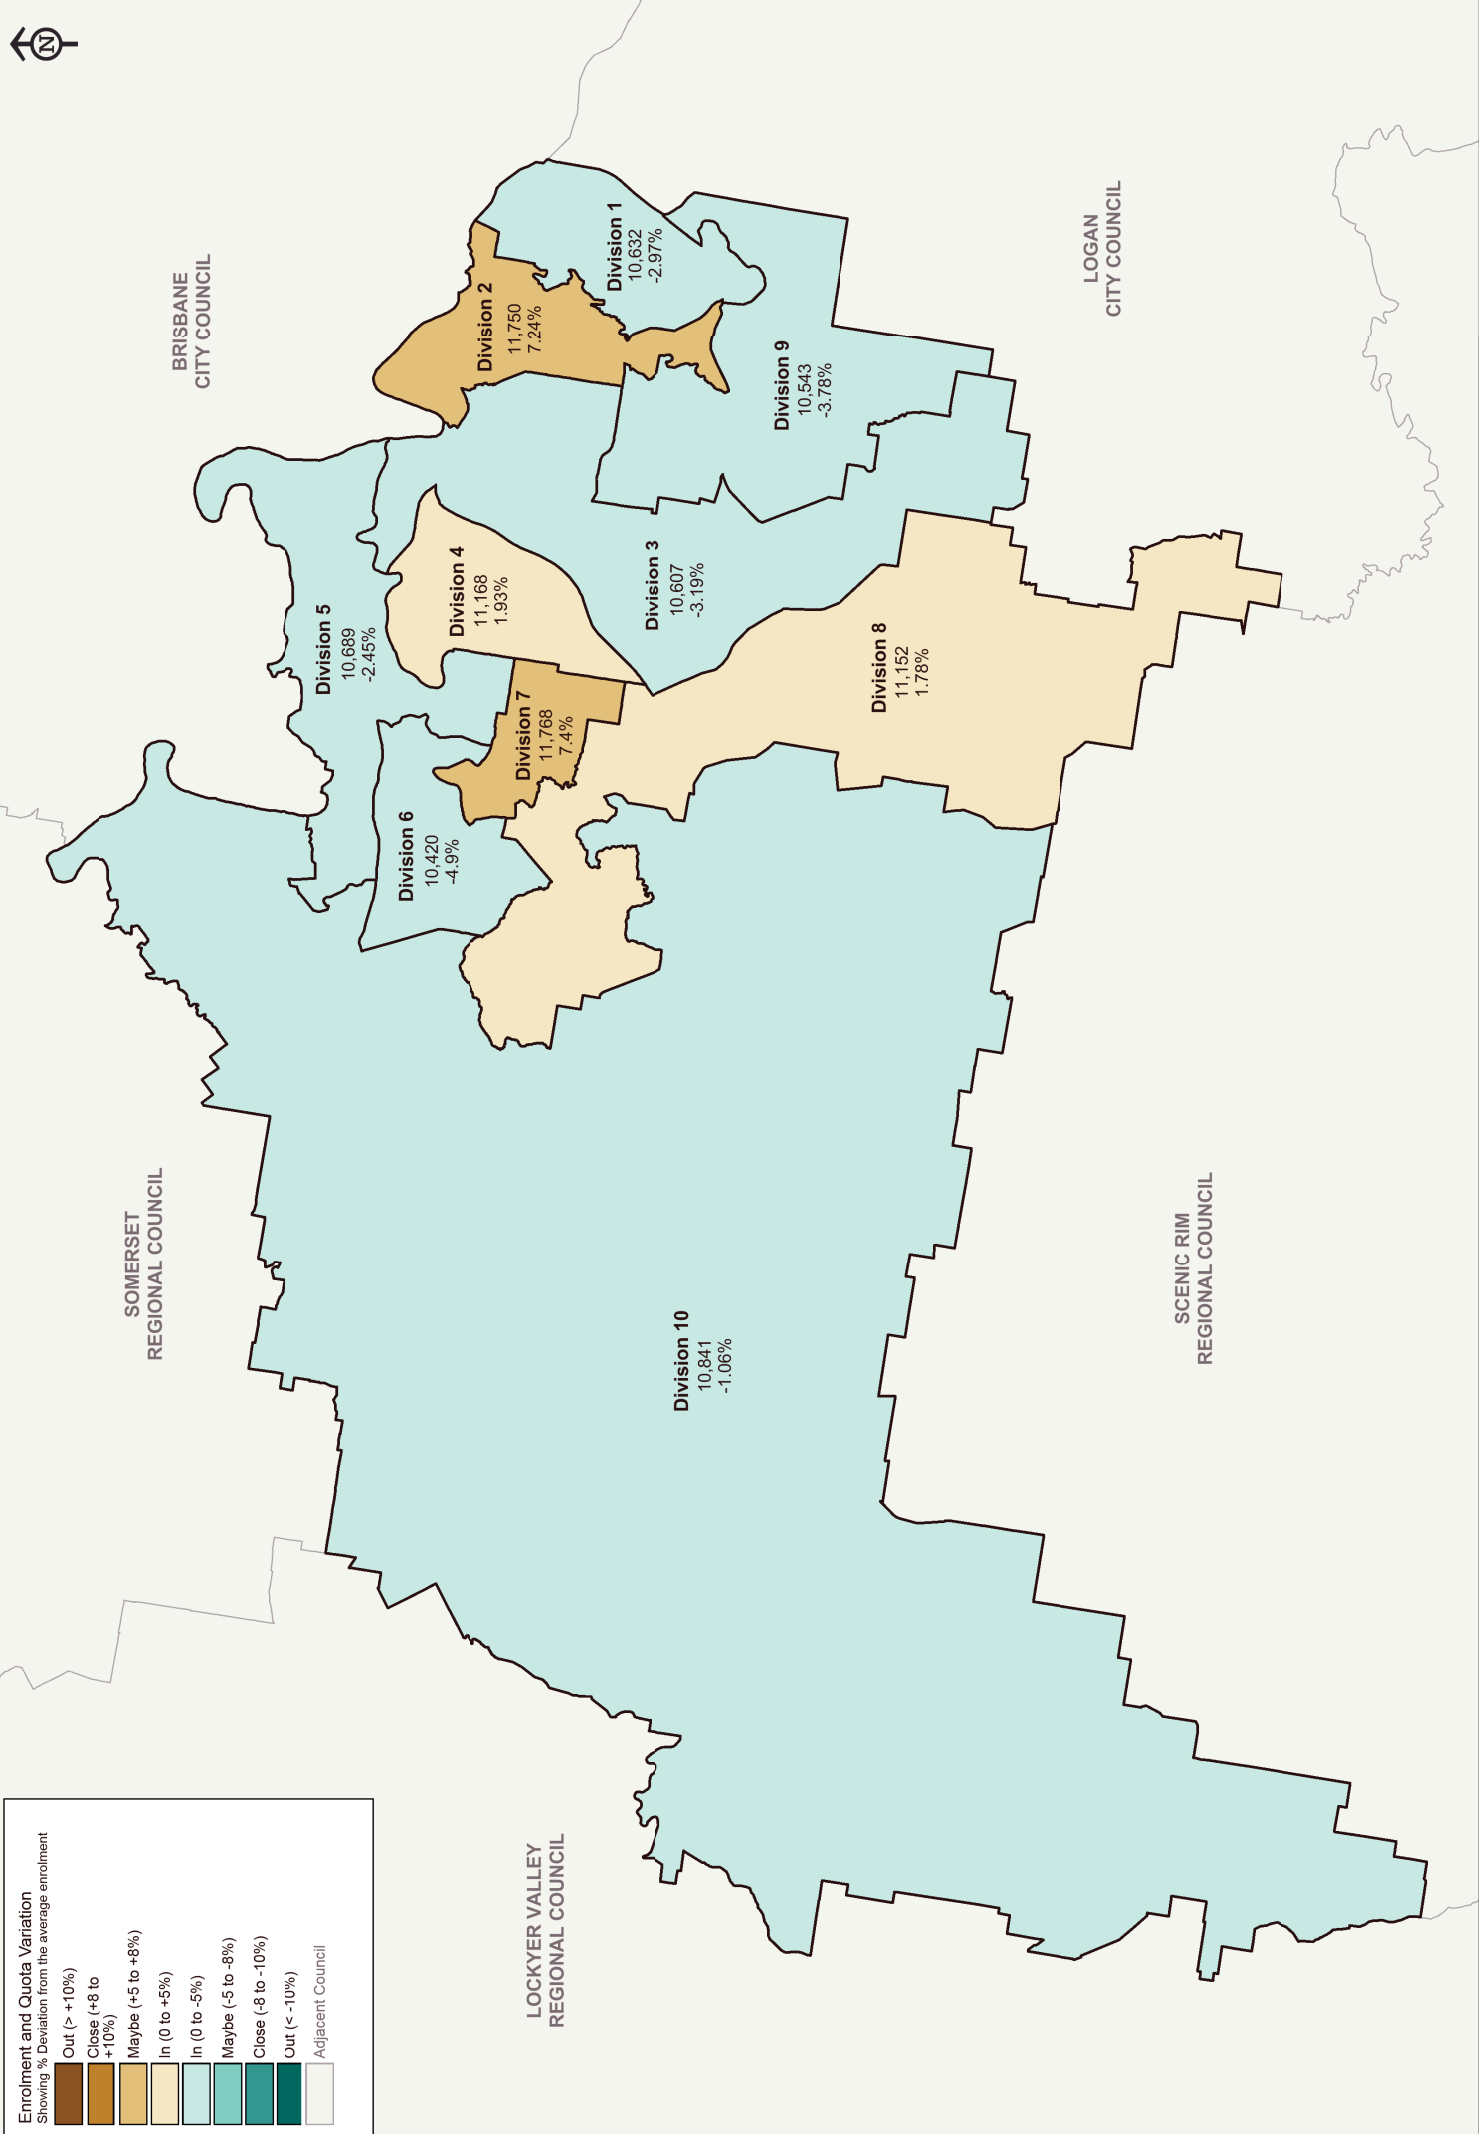 Enrolment and Quota Variation
Showing % Deviation from the average enrolment
Out (> +10%)
Close (+8 to
+10%)
Maybe (+5 to +8%)
In (0 to +5%)
In (0 to -5%)
Maybe (-5 to -8%)
Close (-8 to -10%)
Out (< -10%)
Adjacent Council
N
SOMERSET
REGIONAL COUNCIL
BRISBANE
CITY COUNCIL
LOCKYER VALLEY
REGIONAL COUNCIL
SCENIC RIM
REGIONAL COUNCIL
LOGAN
CITY COUNCIL
Division 5
10,689
-2.45%
Division 6
10,420
-4.9%
Division 4
11,168
1.93%
Division 2
11,750
7.24%
Division 7
11,768
7.4%
Division 1
10,632
-2.97%
Division 3
10,607
-3.19%
Division 10
10,841
-1.06%
Division 9
10,543
-3.78%
Division 8
11,152
1.78%